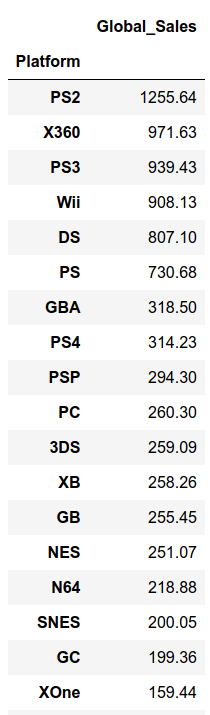 Global_Sales
Platform
PS2 1255.64
X360 971.63
PS3 939.43
Wii 908.13
DS 807.10
PS 730.68
GBA 318.50
PS4 314.23
PSP 294.30
PC 260.30
3DS 259.09
XB 258.26
GB 255.45
NES 251.07
N64 218.88
SNES 200.05
GC 199.36
XOne 159.44